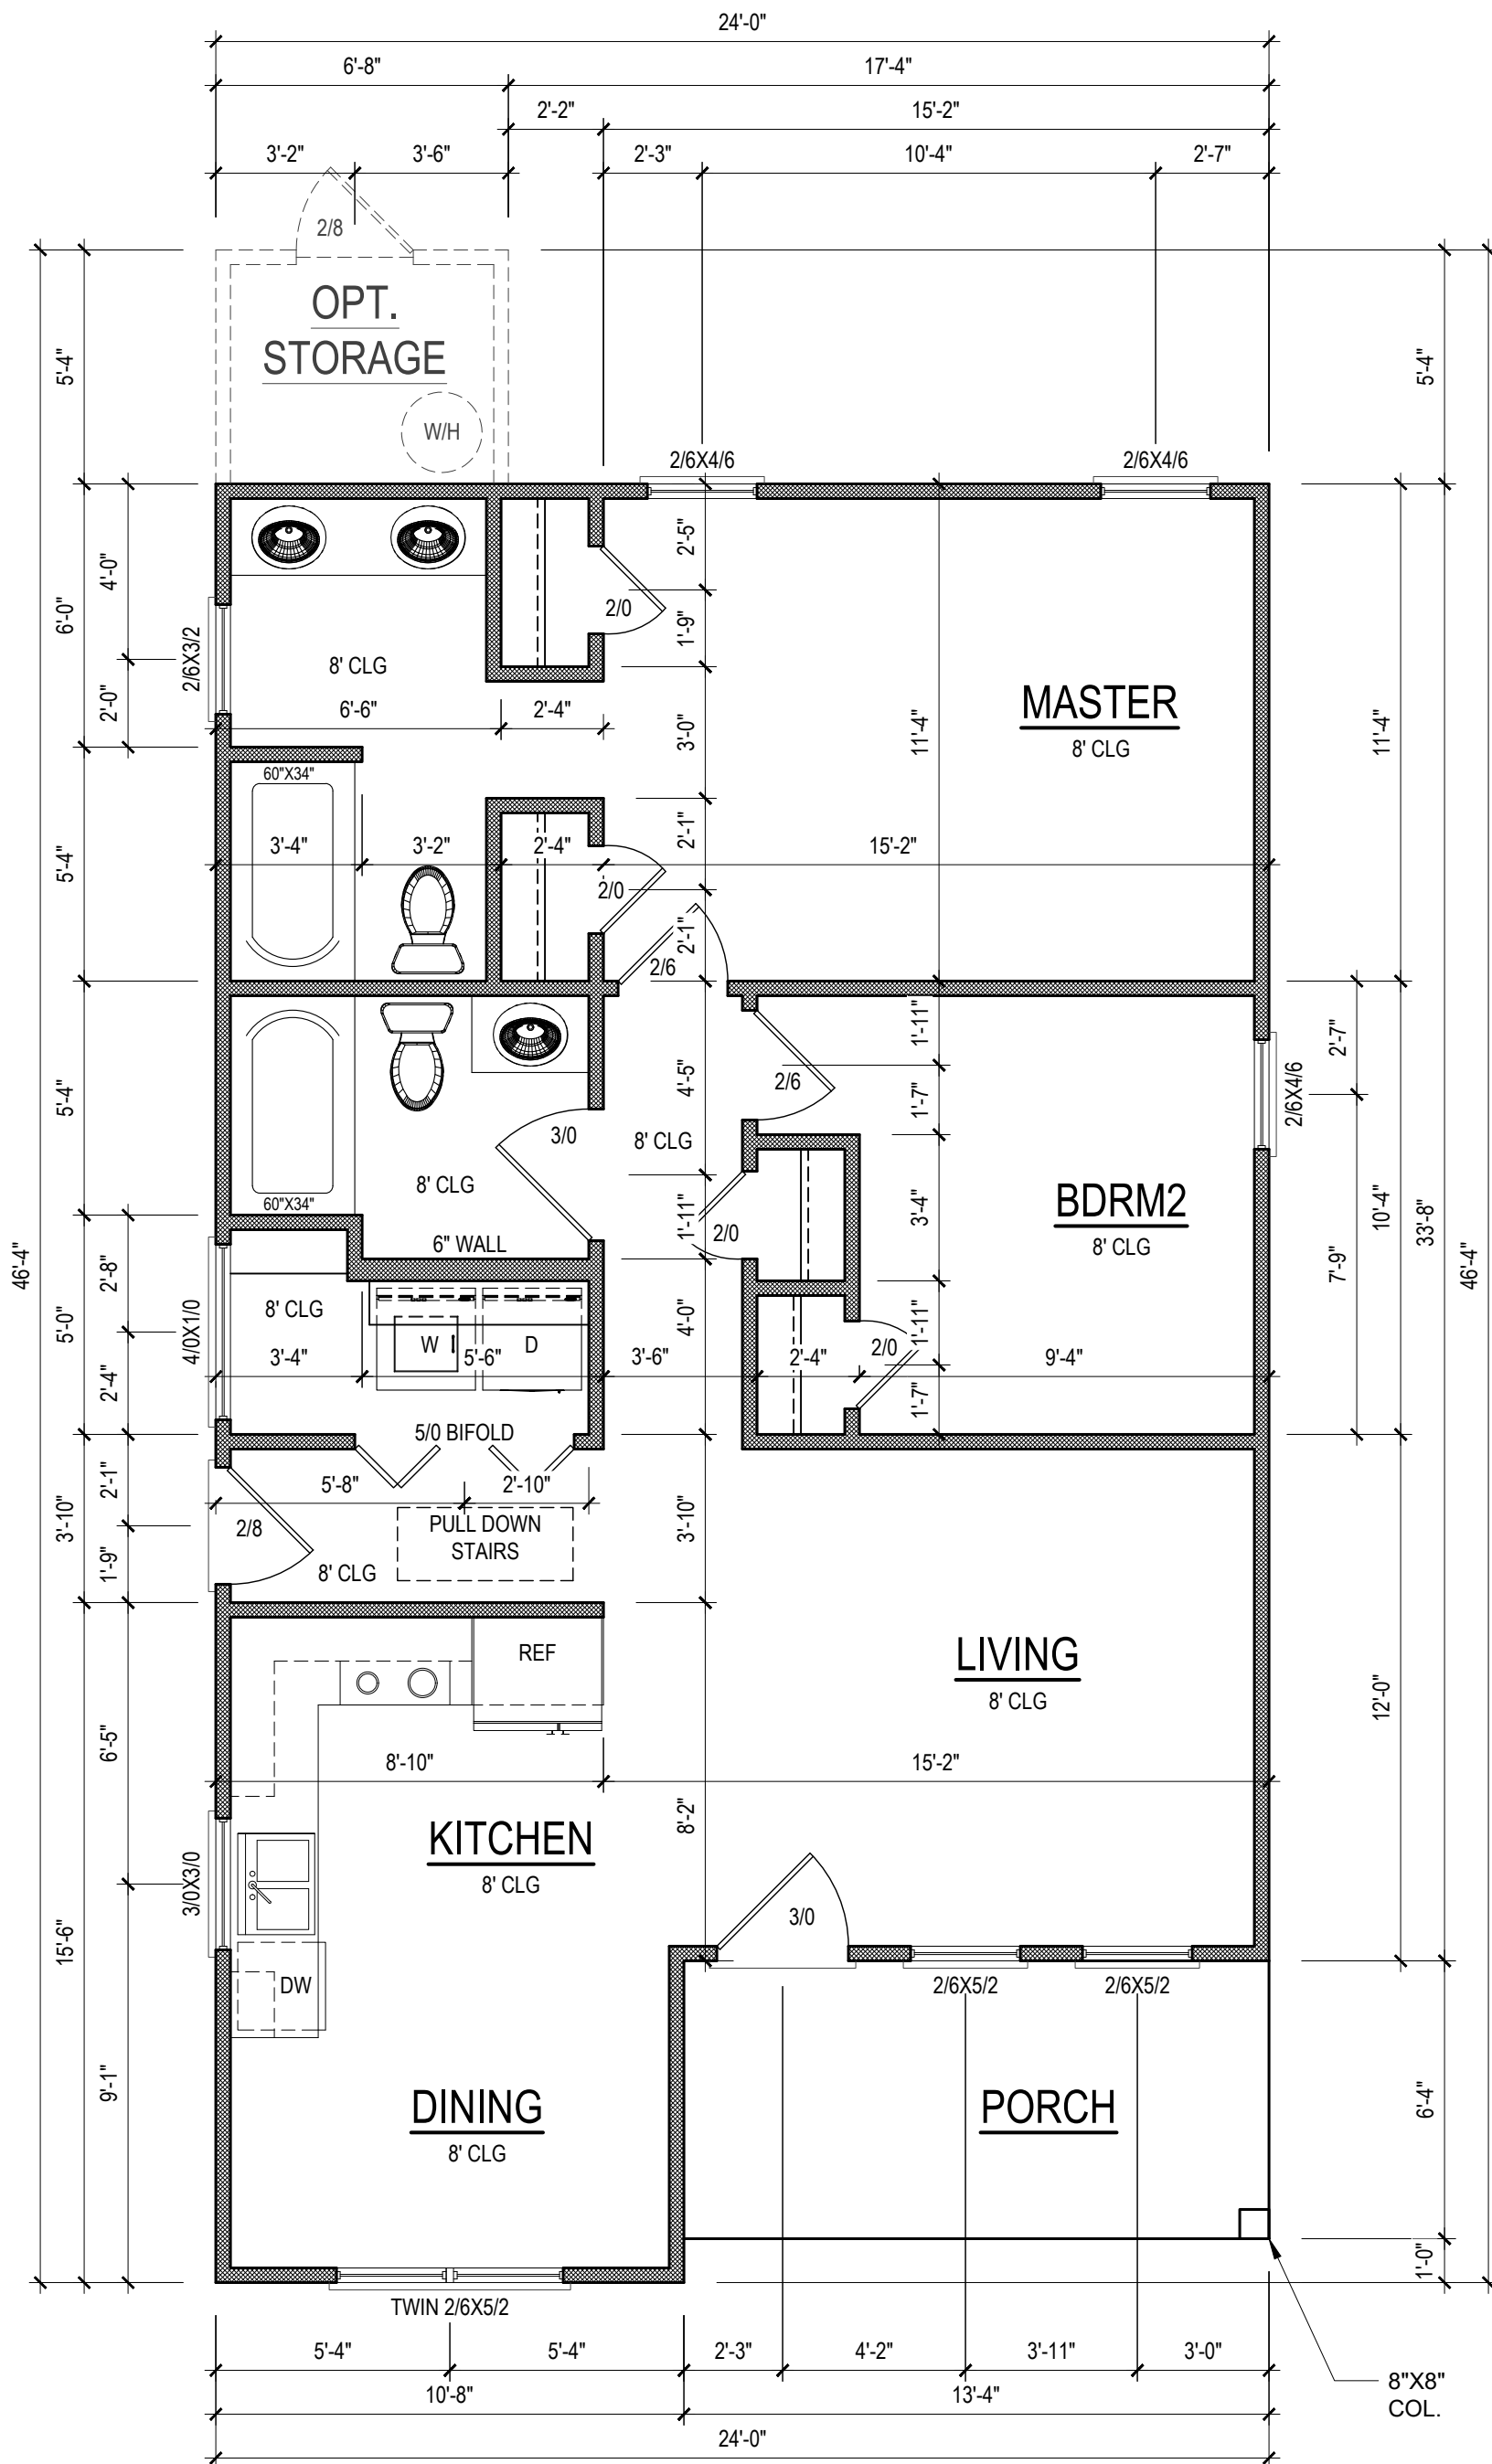 24'-0"
6'-8" 17'-4"
2'-2" 15'-2"
3'-2" 3'-6" 2'-3" 10'-4" 2'-7"
2/8
OPT.
STORAGE
W/H
5'-4" 5'-4"
2/6X4/6 2/6X4/6
4'-0"
6'-0"
2'-0"
2/6X3/2
8' CLG
2'-5"
2/0
1'-9"
6'-6" 2'-4"
3'-0"
11'-4"
MASTER
8' CLG
11'-4"
60"X34"
5'-4"
3'-4" 3'-2" 2'-4" 15'-2"
2'-1"
2/0
2'-1"
2/6
5'-4"
3/0
8' CLG
60"X34"
6" WALL
4'-5"
8' CLG
1'-11"
2/6
1'-7"
2/6X4/6
2'-7"
1'-11"
2/0
3'-4"
BDRM2
8' CLG
10'-4"
33'-8"
7'-9"
46'-4" 46'-4"
2'-8"
5'-0"
2'-4"
4/0X1/0
8' CLG
W D
4'-0"
1'-11"
2/0
3'-4" 5'-6" 3'-6" 2'-4" 9'-4"
1'-7"
5/0 BIFOLD
2'-1"
3'-10"
1'-9"
5'-8" 2'-10"
2/8
PULL DOWN
STAIRS
8' CLG
3'-10"
REF
LIVING
8' CLG
12'-0"
6'-5"
8'-10" 15'-2"
8'-2"
KITCHEN
8' CLG
3/0X3/0
15'-6"
3/0
DW
2/6X5/2 2/6X5/2
9'-1"
DINING
8' CLG
PORCH
6'-4"
1'-0"
TWIN 2/6X5/2
5'-4" 5'-4" 2'-3" 4'-2" 3'-11" 3'-0"
8"X8"
COL.
10'-8" 13'-4"
24'-0"